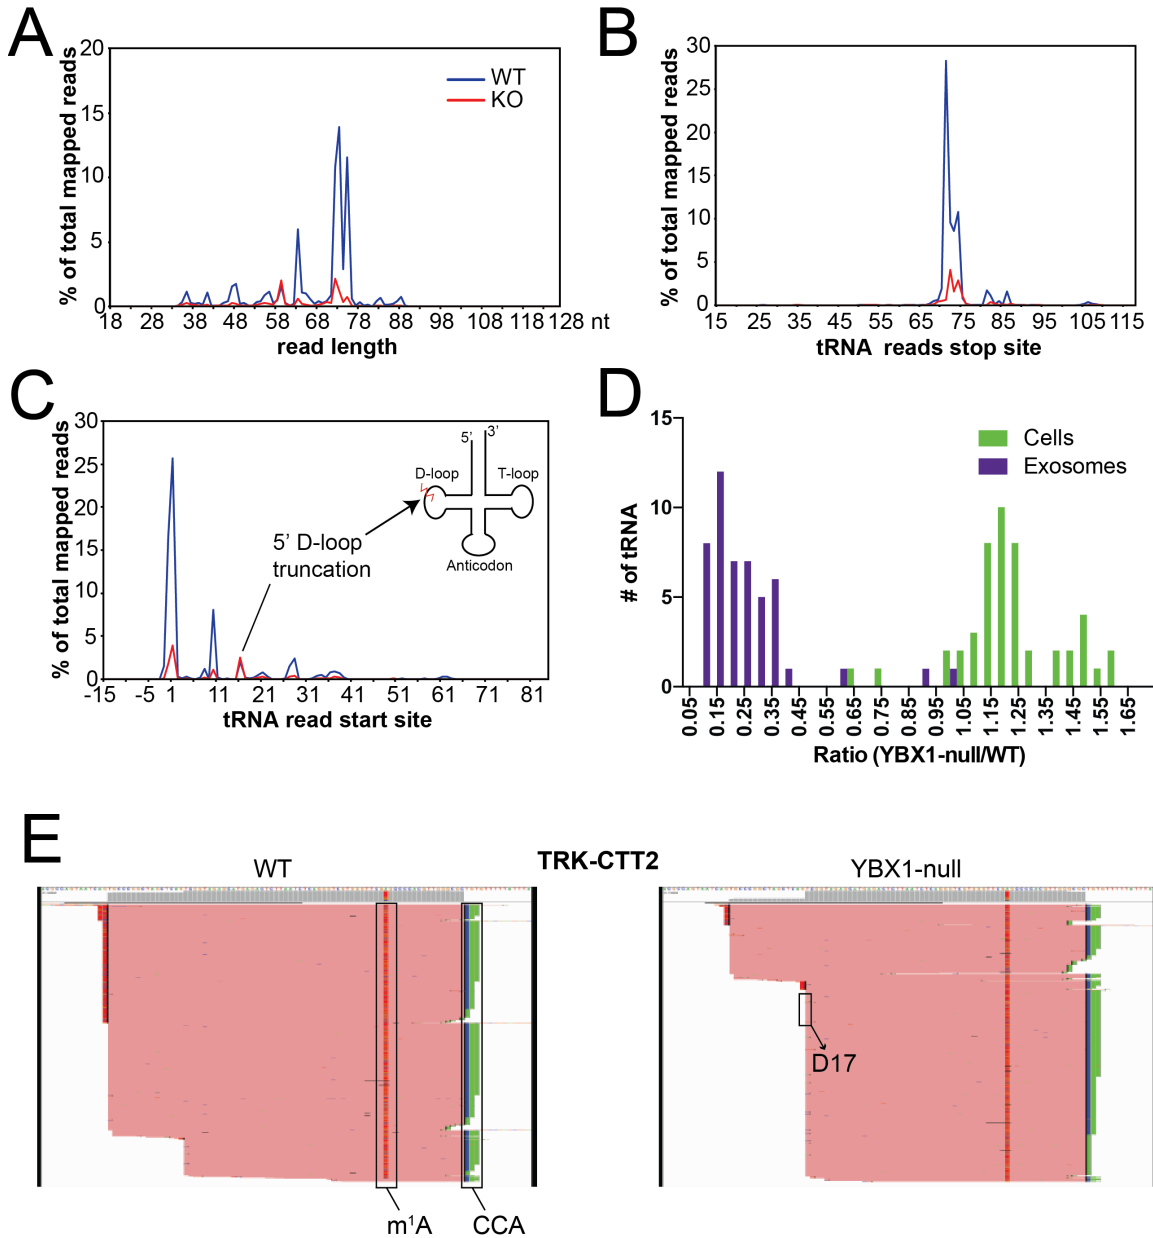 A
% of total mapped reads
20
15
10
5
0
WT
KO
18 28 38 48 58 68 78 88 98 108 118 128 nt
read length
B
% of total mapped reads
30
25
20
15
10
5
0
15 25 35 45 55 65 75 85 95 105 115
tRNA reads stop site
C
% of total mapped reads
30
25
20
15
10
5
0
5’ 3’
D-loop T-loop
Anticodon
5’ D-loop
truncation
-15 -5 1 11 21 31 41 51 61 71 81
tRNA read start site
D
# of tRNA
15
10
5
0
Cells
Exosomes
0.05 0.15 0.25 0.35 0.45 0.55 0.65 0.75 0.85 0.95 1.05 1.15 1.25 1.35 1.45 1.55 1.65
Ratio (YBX1-null/WT)
E
TRK-CTT2
WT YBX1-null
D17
m¹A CCA